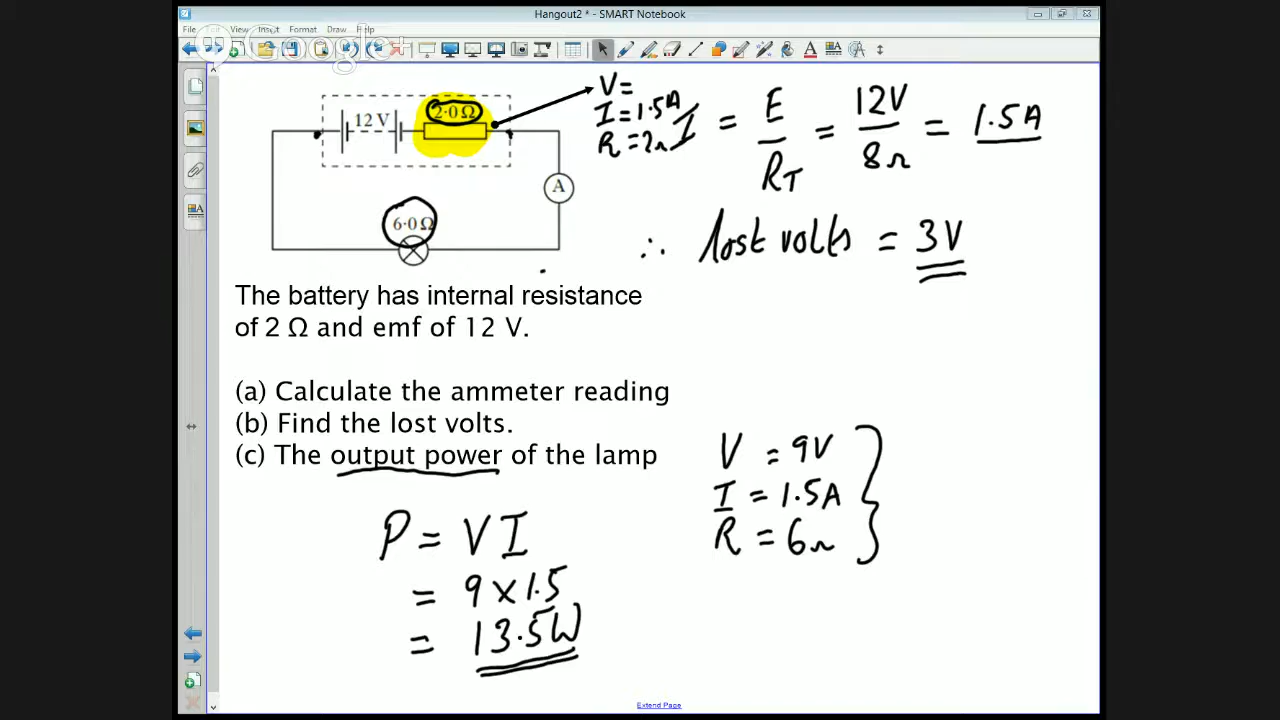 Hangout2 * - SMART Notebook
File Edit View Insert Format Draw Help
Google+
12 V
2·0 Ω
A
6·0 Ω
V =
I = 1.5A
R = 2Ω
I = E / RT = 12V / 8Ω = 1.5A
∴ lost volts = 3V
The battery has internal resistance
of 2 Ω and emf of 12 V.
(a) Calculate the ammeter reading
(b) Find the lost volts.
(c) The output power of the lamp
V = 9V
I = 1.5A
R = 6Ω
P = VI
= 9 x 1.5
= 13.5W
Extend Page